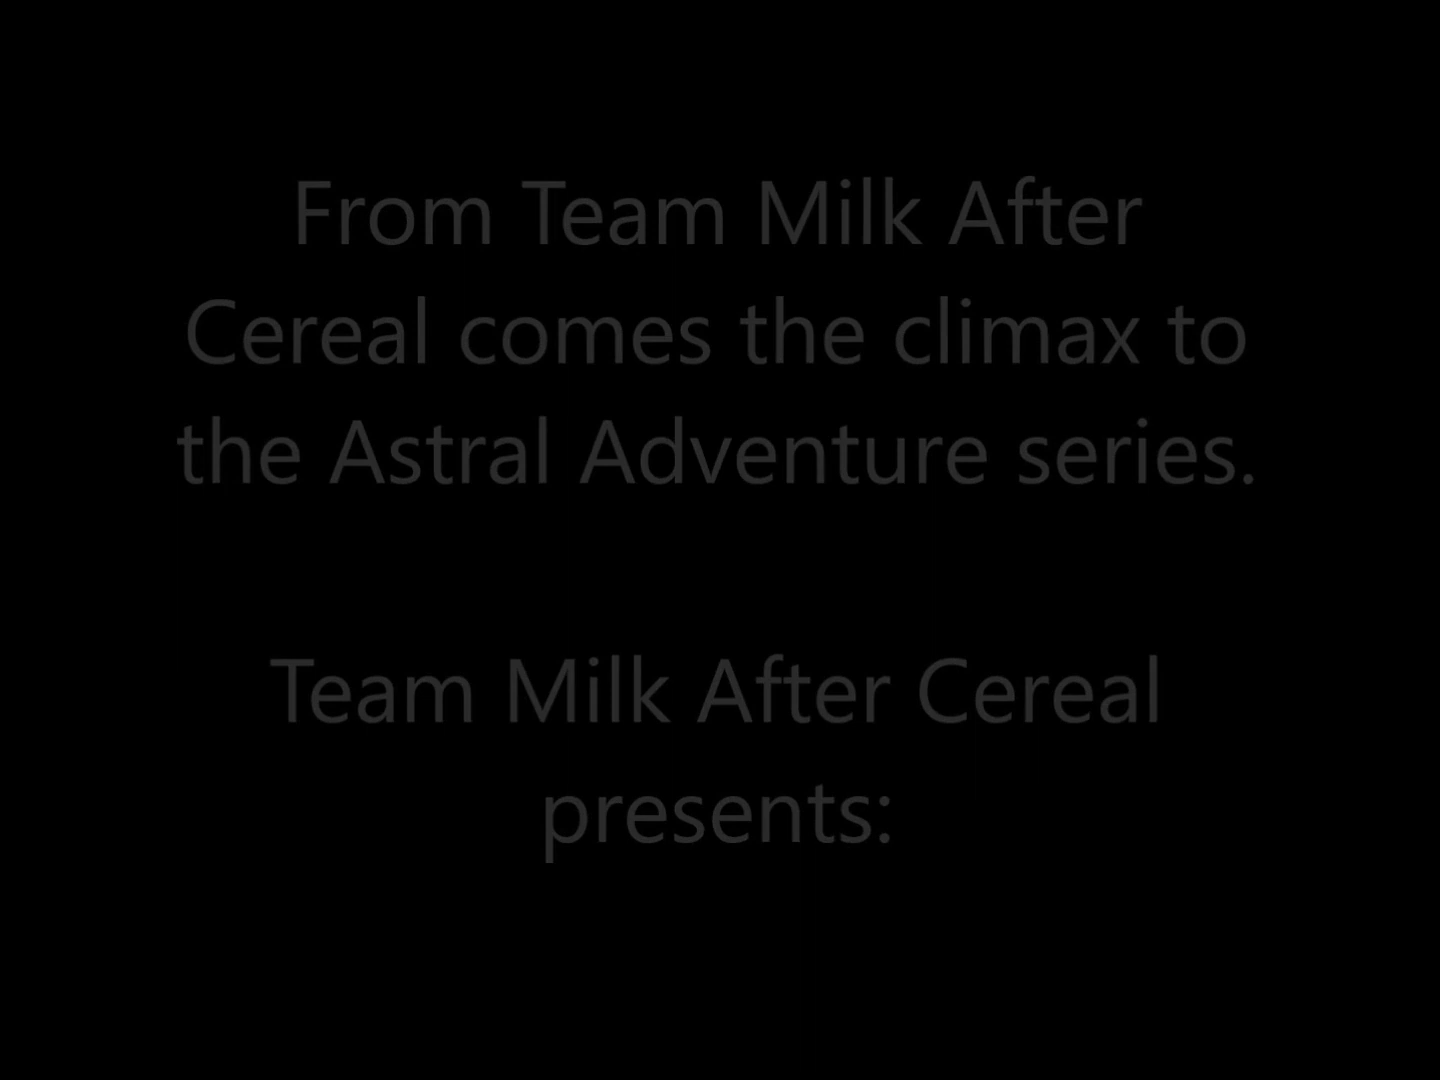 From Team Milk After
Cereal comes the climax to
the Astral Adventure series.
Team Milk After Cereal
presents: